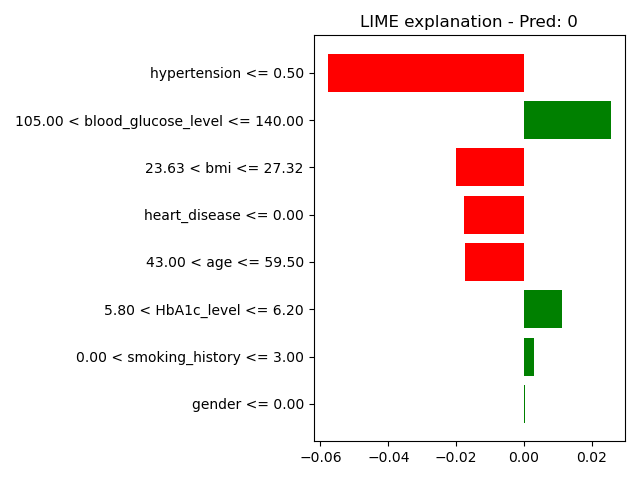 LIME explanation - Pred: 0
hypertension <= 0.50
105.00 < blood_glucose_level <= 140.00
23.63 < bmi <= 27.32
heart_disease <= 0.00
43.00 < age <= 59.50
5.80 < HbA1c_level <= 6.20
0.00 < smoking_history <= 3.00
gender <= 0.00
−0.06 −0.04 −0.02 0.00 0.02